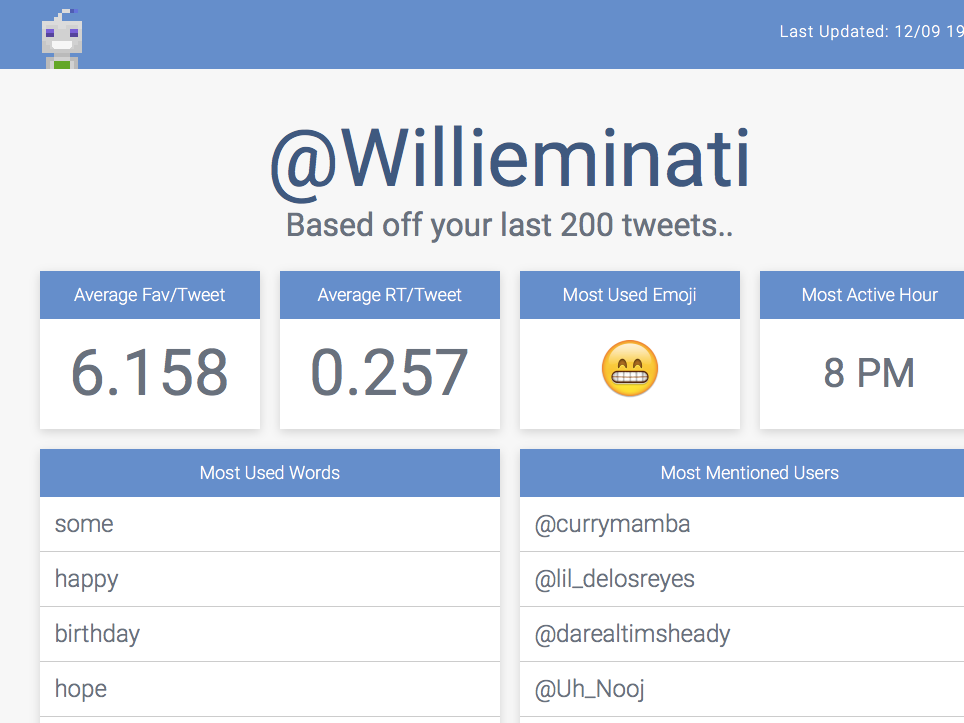 Last Updated: 12/09 19
@Willieminati
Based off your last 200 tweets..
Average Fav/Tweet
6.158
Average RT/Tweet
0.257
Most Used Emoji
😁
Most Active Hour
8 PM
Most Used Words
some
happy
birthday
hope
Most Mentioned Users
@currymamba
@lil_delosreyes
@darealtimsheady
@Uh_Nooj